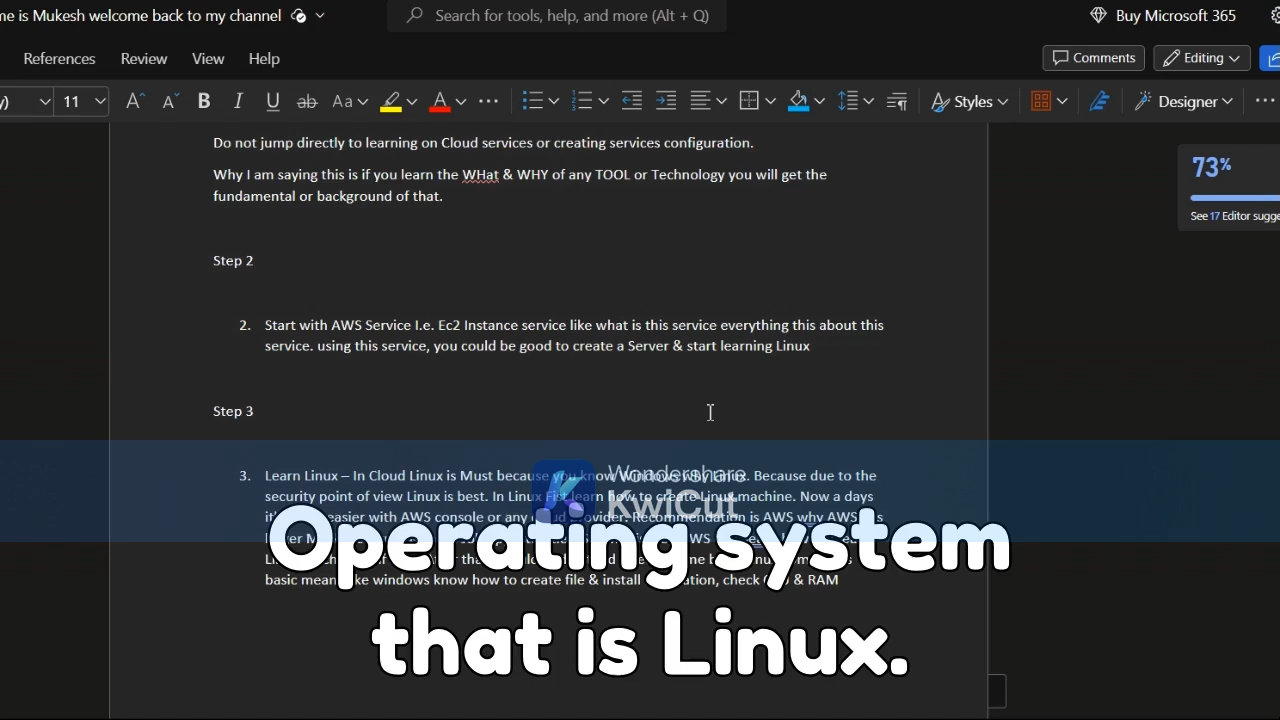 ne is Mukesh welcome back to my channel
Search for tools, help, and more (Alt + Q)
Buy Microsoft 365
References Review View Help
Comments Editing
y) 11 A A B I U ab Aa A Styles Designer
Do not jump directly to learning on Cloud services or creating services configuration.
73%
Why I am saying this is if you learn the WHat & WHY of any TOOL or Technology you will get the
fundamental or background of that.
See 17 Editor sugge
Step 2
2. Start with AWS Service I.e. Ec2 Instance service like what is this service everything this about this
service. using this service, you could be good to create a Server & start learning Linux
Step 3
3. Learn Linux – In Cloud Linux is Must because you know Windows why Linux. Because due to the
Wondershare
security point of view Linux is best. In Linux Fist learn how to create Linux machine. Now a days
KwiCut
easier with AWS console or any cloud provider. Recommendation is AWS why AWS
Operating system
basic mean like windows know how to create file & install check & RAM
that is Linux.